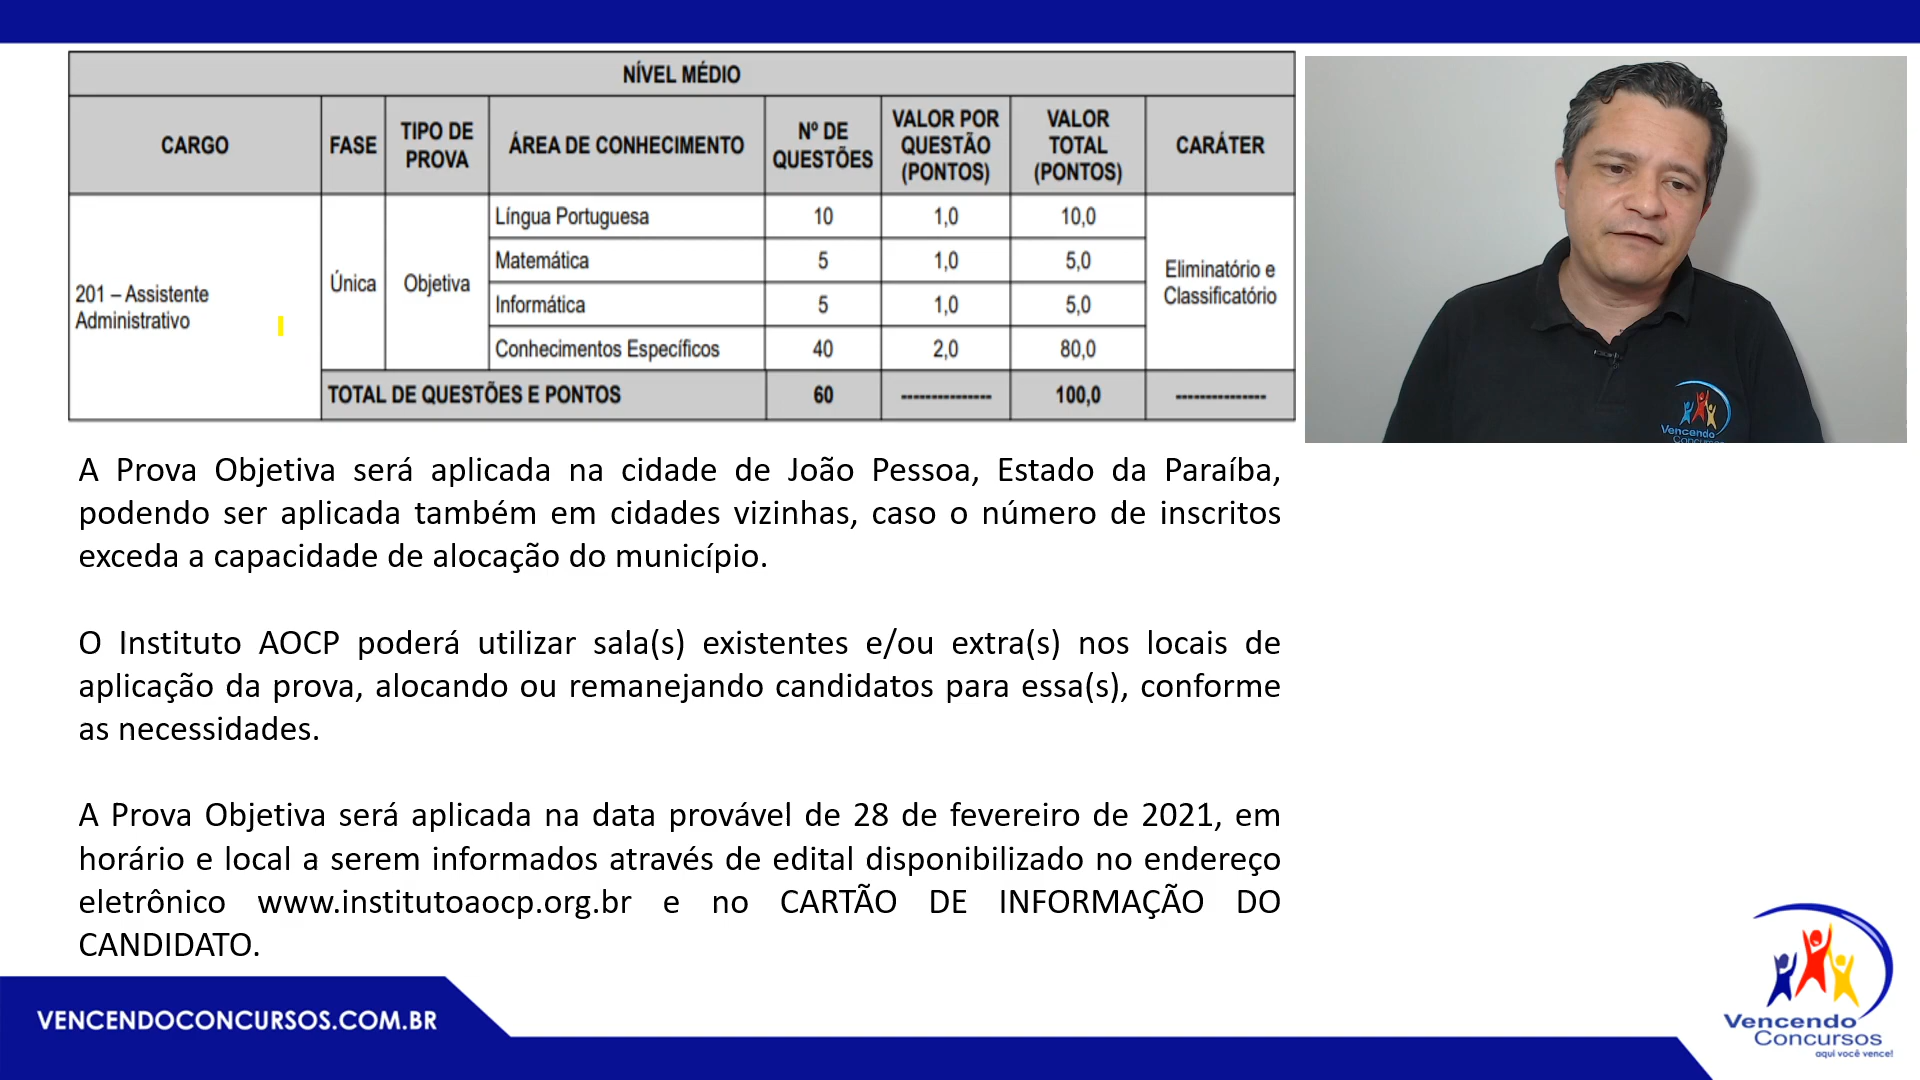 NÍVEL MÉDIO
CARGO
FASE
TIPO DE
PROVA
ÁREA DE CONHECIMENTO
Nº DE
QUESTÕES
VALOR POR
QUESTÃO
(PONTOS)
VALOR
TOTAL
(PONTOS)
CARÁTER
201 – Assistente
Administrativo
Única
Objetiva
Língua Portuguesa 10 1,0 10,0
Matemática 5 1,0 5,0
Informática 5 1,0 5,0
Conhecimentos Específicos 40 2,0 80,0
Eliminatório e
Classificatório
TOTAL DE QUESTÕES E PONTOS 60 --------------- 100,0 ---------------
A Prova Objetiva será aplicada na cidade de João Pessoa, Estado da Paraíba,
podendo ser aplicada também em cidades vizinhas, caso o número de inscritos
exceda a capacidade de alocação do município.
O Instituto AOCP poderá utilizar sala(s) existentes e/ou extra(s) nos locais de
aplicação da prova, alocando ou remanejando candidatos para essa(s), conforme
as necessidades.
A Prova Objetiva será aplicada na data provável de 28 de fevereiro de 2021, em
horário e local a serem informados através de edital disponibilizado no endereço
eletrônico www.institutoaocp.org.br e no CARTÃO DE INFORMAÇÃO DO
CANDIDATO.
Vencendo
Concursos
VENCENDOCONCURSOS.COM.BR
Vencendo
Concursos
aqui você vence!